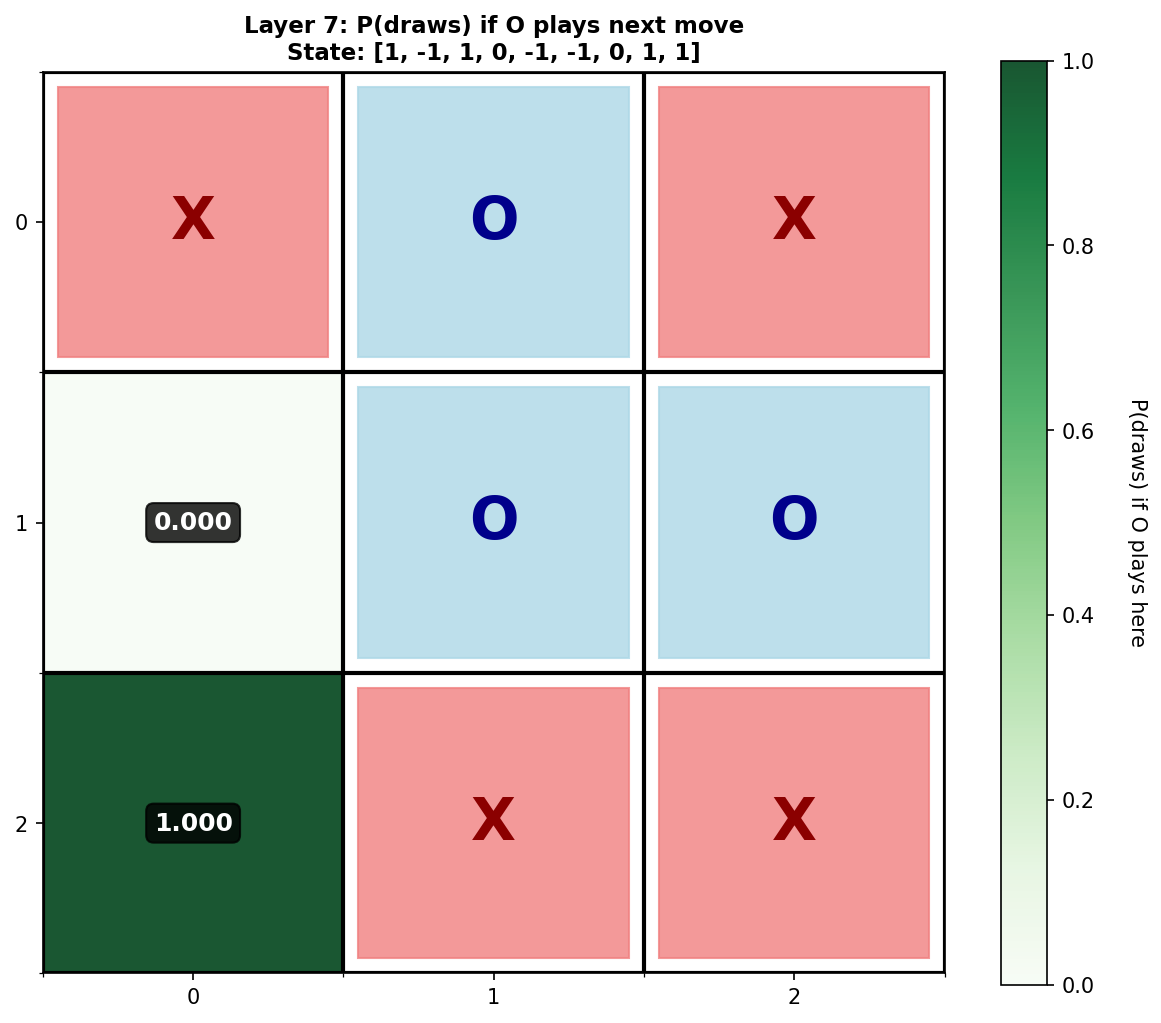 Layer 7: P(draws) if O plays next move
State: [1, -1, 1, 0, -1, -1, 0, 1, 1]
X O X
0.000 O O
1.000 X X
0
1
2
0 1 2
1.0
0.8
0.6
0.4
0.2
0.0
P(draws) if O plays here